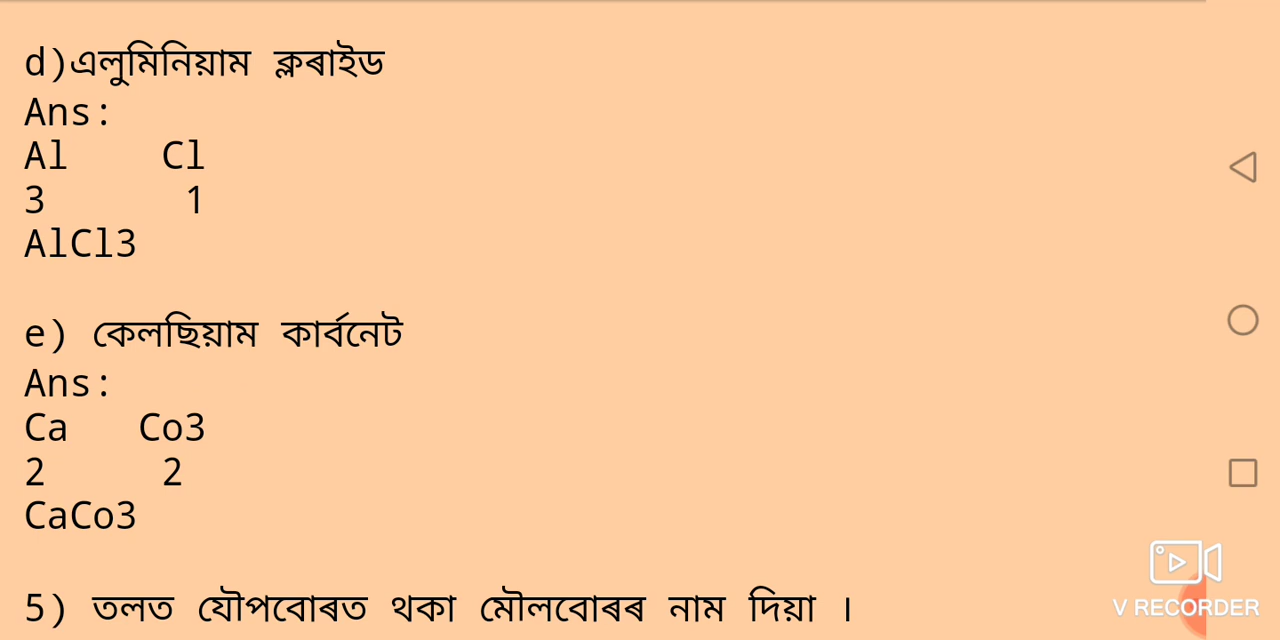 d)এলুমিনিয়াম ক্লৰাইড
Ans:
Al Cl
3 1
AlCl3
e) কেলছিয়াম কাৰ্বনেট
Ans:
Ca Co3
2 2
CaCo3
5) তলত যৌপবোৰত থকা মৌলবোৰৰ নাম দিয়া ।
V RECORDER